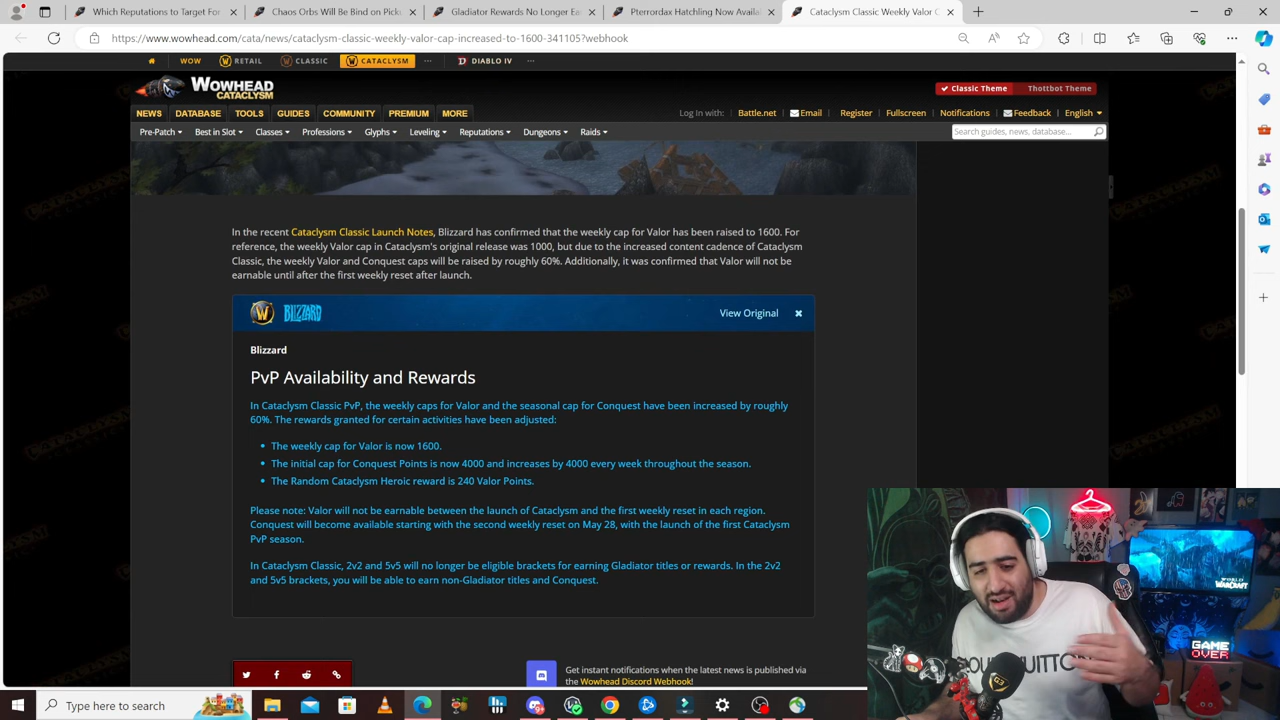 Which Reputations to Target For
Chaos Orbs Will Be Bind on Pick
Gladiator Rewards No Longer Ea
Pterrordax Hatchling Now Availa
Cataclysm Classic Weekly Valor C
https://www.wowhead.com/cata/news/cataclysm-classic-weekly-valor-cap-increased-to-1600-341105?webhook
WOW RETAIL CLASSIC CATACLYSM ... DIABLO IV ...
WOWHEAD
CATACLYSM
Classic Theme Thottbot Theme
NEWS DATABASE TOOLS GUIDES COMMUNITY PREMIUM MORE
Log In with: Battle.net Email Register Fullscreen Notifications Feedback English
Pre-Patch Best in Slot Classes Professions Glyphs Leveling Reputations Dungeons Raids
Search guides, news, database...
In the recent Cataclysm Classic Launch Notes, Blizzard has confirmed that the weekly cap for Valor has been raised to 1600. For
reference, the weekly Valor cap in Cataclysm's original release was 1000, but due to the increased content cadence of Cataclysm
Classic, the weekly Valor and Conquest caps will be raised by roughly 60%. Additionally, it was confirmed that Valor will not be
earnable until after the first weekly reset after launch.
BLIZZARD View Original
Blizzard
PvP Availability and Rewards
In Cataclysm Classic PvP, the weekly caps for Valor and the seasonal cap for Conquest have been increased by roughly
60%. The rewards granted for certain activities have been adjusted:
• The weekly cap for Valor is now 1600.
• The initial cap for Conquest Points is now 4000 and increases by 4000 every week throughout the season.
• The Random Cataclysm Heroic reward is 240 Valor Points.
Please note: Valor will not be earnable between the launch of Cataclysm and the first weekly reset in each region.
Conquest will become available starting with the second weekly reset on May 28, with the launch of the first Cataclysm
PvP season.
In Cataclysm Classic, 2v2 and 5v5 will no longer be eligible brackets for earning Gladiator titles or rewards. In the 2v2
and 5v5 brackets, you will be able to earn non-Gladiator titles and Conquest.
Get instant notifications when the latest news is published via
the Wowhead Discord Webhook!
WORLD
WARCRAFT
GAME
OVER
G3
Type here to search